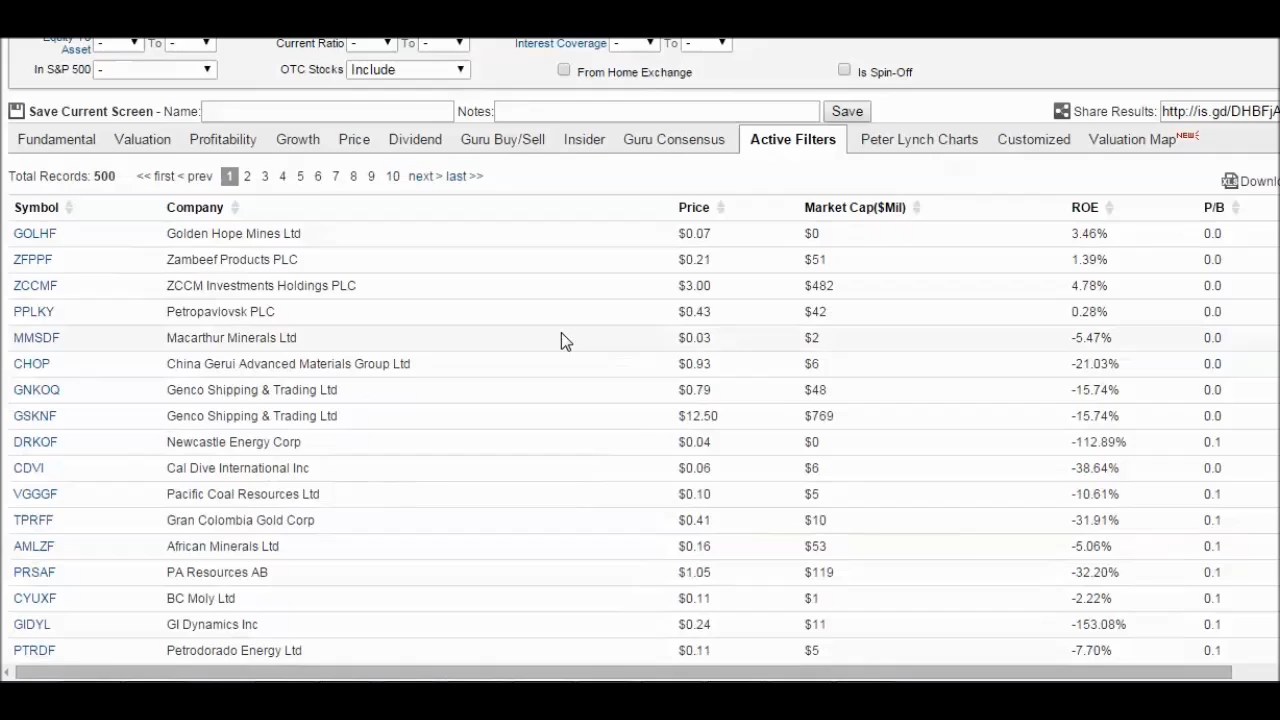 Equity To Asset - To - Current Ratio - To - Interest Coverage - To -
In S&P 500 - OTC Stocks Include From Home Exchange Is Spin-Off
Save Current Screen - Name: Notes: Save Share Results: http://is.gd/DHBFjA
Fundamental Valuation Profitability Growth Price Dividend Guru Buy/Sell Insider Guru Consensus Active Filters Peter Lynch Charts Customized Valuation Map NEW
Total Records: 500 << first < prev 1 2 3 4 5 6 7 8 9 10 next > last >>
XLS Downlo
Symbol Company Price Market Cap($Mil) ROE P/B
GOLHF Golden Hope Mines Ltd $0.07 $0 3.46% 0.0
ZFPPF Zambeef Products PLC $0.21 $51 1.39% 0.0
ZCCMF ZCCM Investments Holdings PLC $3.00 $482 4.78% 0.0
PPLKY Petropavlovsk PLC $0.43 $42 0.28% 0.0
MMSDF Macarthur Minerals Ltd $0.03 $2 -5.47% 0.0
CHOP China Gerui Advanced Materials Group Ltd $0.93 $6 -21.03% 0.0
GNKOQ Genco Shipping & Trading Ltd $0.79 $48 -15.74% 0.0
GSKNF Genco Shipping & Trading Ltd $12.50 $769 -15.74% 0.0
DRKOF Newcastle Energy Corp $0.04 $0 -112.89% 0.1
CDVI Cal Dive International Inc $0.06 $6 -38.64% 0.0
VGGGF Pacific Coal Resources Ltd $0.10 $5 -10.61% 0.1
TPRFF Gran Colombia Gold Corp $0.41 $10 -31.91% 0.1
AMLZF African Minerals Ltd $0.16 $53 -5.06% 0.1
PRSAF PA Resources AB $1.05 $119 -32.20% 0.1
CYUXF BC Moly Ltd $0.11 $1 -2.22% 0.1
GIDYL GI Dynamics Inc $0.24 $11 -153.08% 0.1
PTRDF Petrodorado Energy Ltd $0.11 $5 -7.70% 0.1